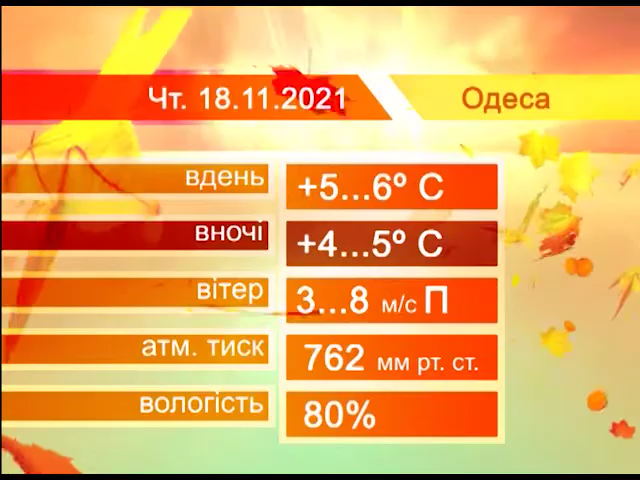 Чт. 18.11.2021 Одеса
вдень +5...6º С
вночі +4...5º С
вітер 3...8 м/с П
атм. тиск 762 мм рт. ст.
вологість 80%